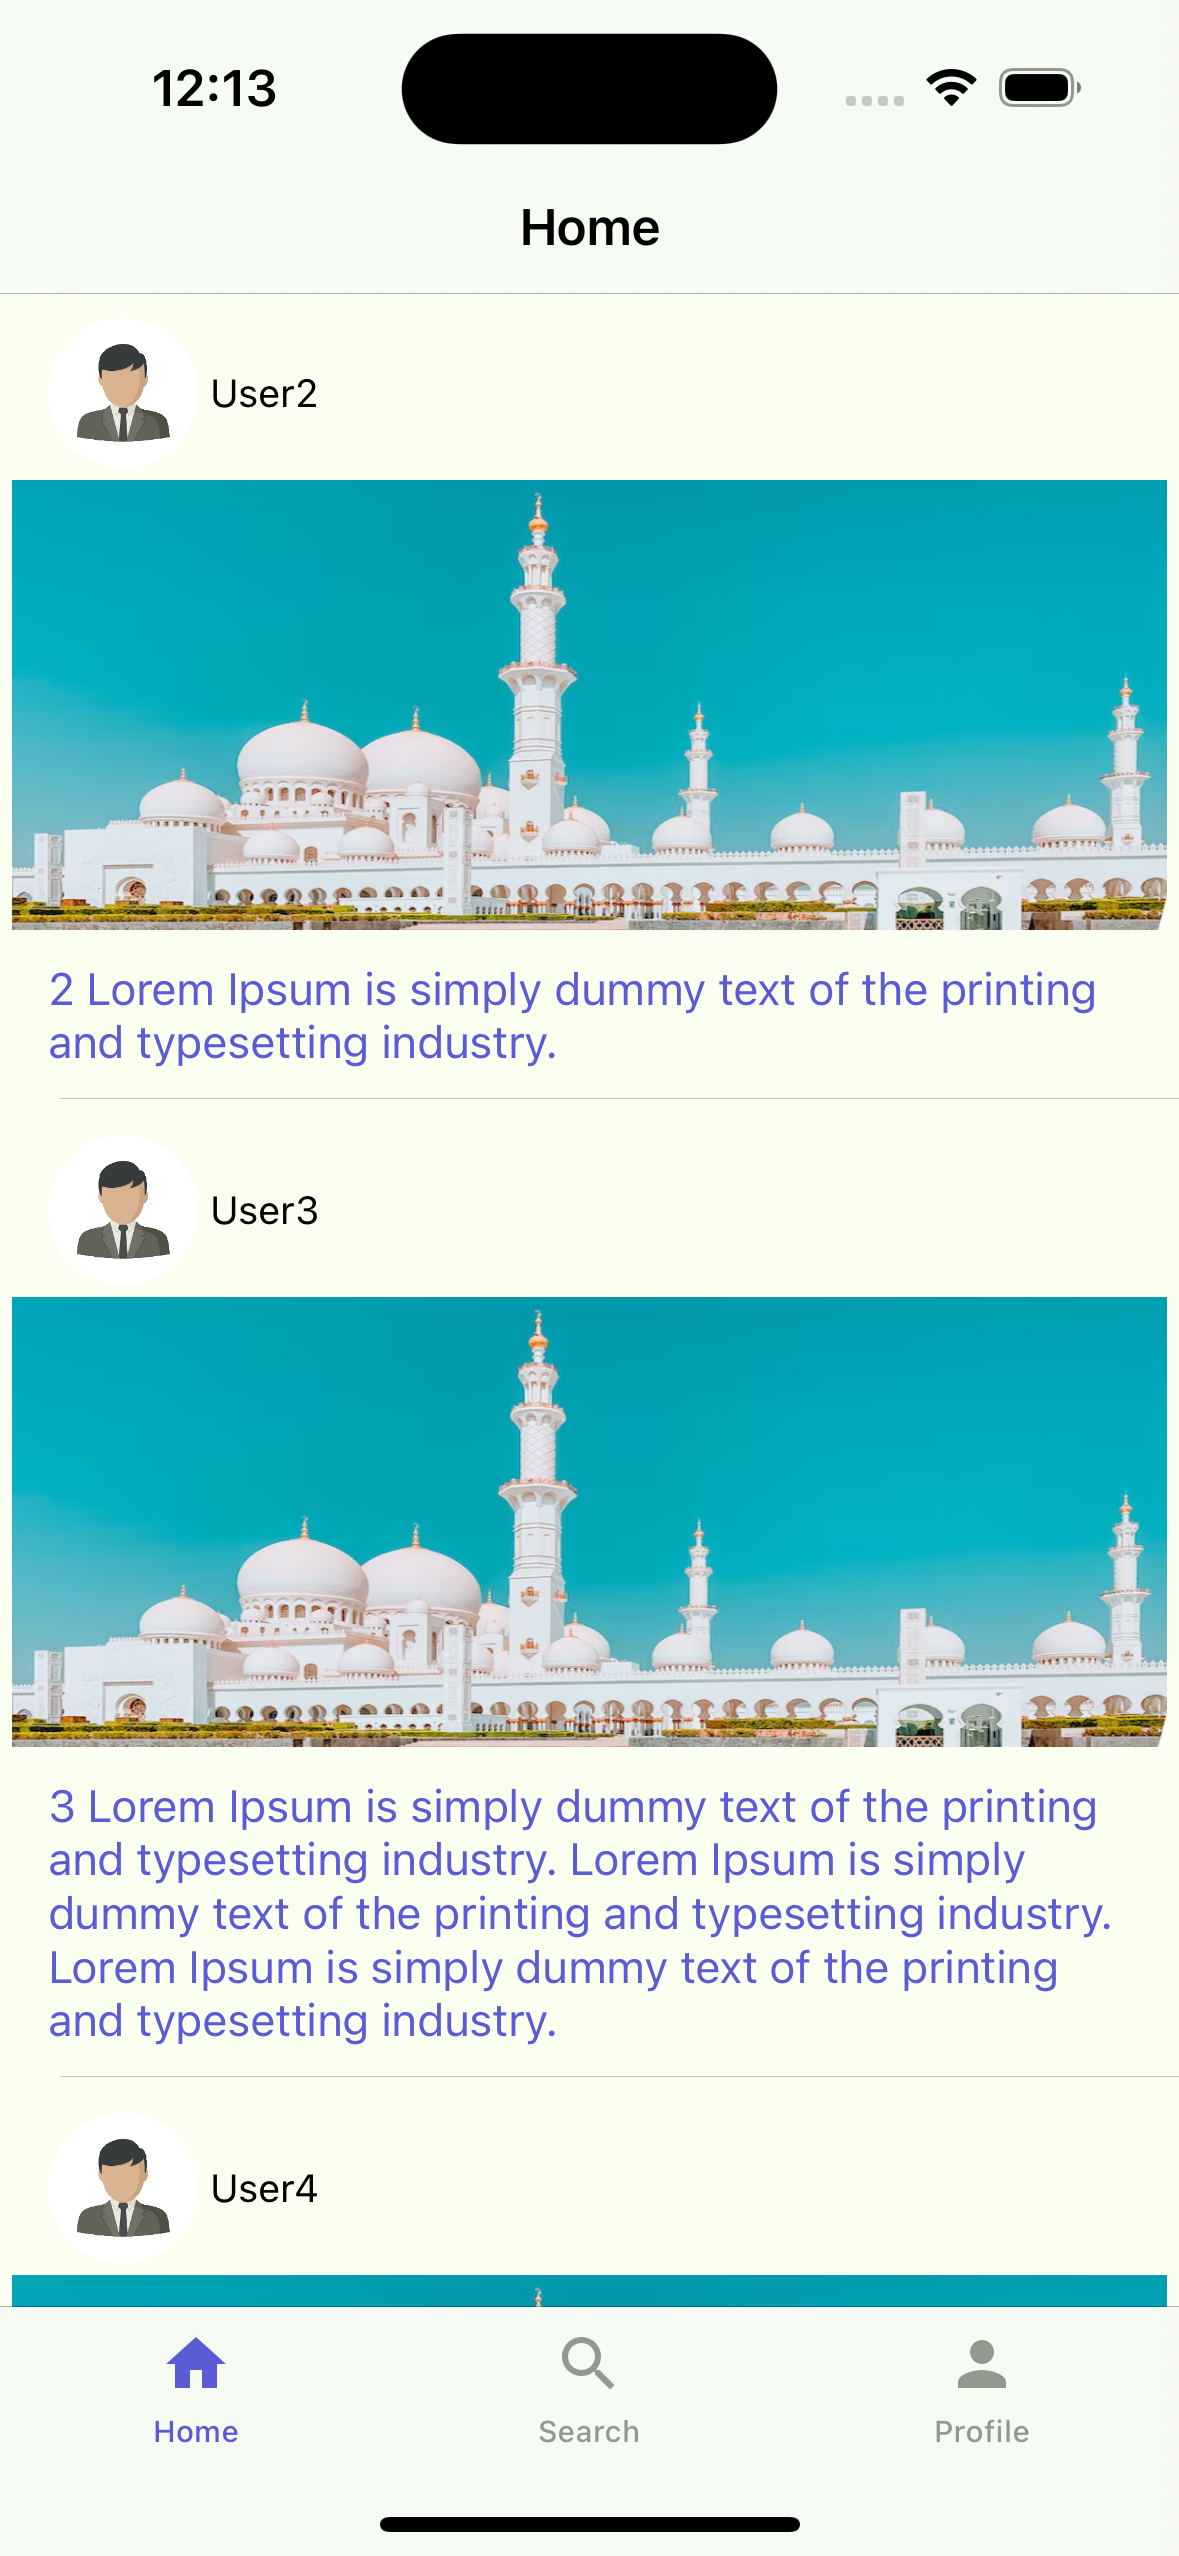 12:13
Home
User2
2 Lorem Ipsum is simply dummy text of the printing
and typesetting industry.
User3
3 Lorem Ipsum is simply dummy text of the printing
and typesetting industry. Lorem Ipsum is simply
dummy text of the printing and typesetting industry.
Lorem Ipsum is simply dummy text of the printing
and typesetting industry.
User4
Home
Search
Profile